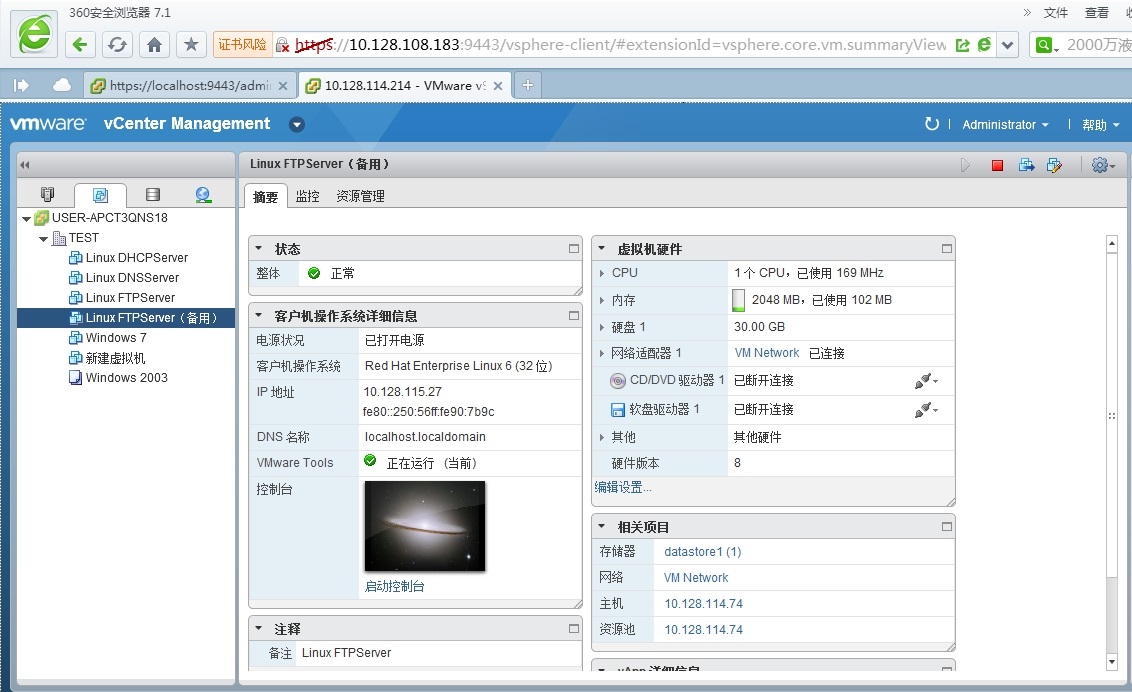 360安全浏览器 7.1
文件 查看
证书风险 https://10.128.108.183:9443/vsphere-client/#extensionId=vsphere.core.vm.summaryView
2000万
https://localhost:9443/admi
10.128.114.214 - VMware vS
vmware vCenter Management
Administrator 帮助
Linux FTPServer（备用）
摘要 监控 资源管理
USER-APCT3QNS18
TEST
Linux DHCPServer
Linux DNSServer
Linux FTPServer
Linux FTPServer（备用）
Windows 7
新建虚拟机
Windows 2003
状态
整体 正常
客户机操作系统详细信息
电源状况 已打开电源
客户机操作系统 Red Hat Enterprise Linux 6 (32 位)
IP 地址 10.128.115.27
fe80::250:56ff:fe90:7b9c
DNS 名称 localhost.localdomain
VMware Tools 正在运行 （当前）
控制台
启动控制台
注释
备注 Linux FTPServer
虚拟机硬件
CPU 1 个 CPU，已使用 169 MHz
内存 2048 MB，已使用 102 MB
硬盘 1 30.00 GB
网络适配器 1 VM Network 已连接
CD/DVD 驱动器 1 已断开连接
软盘驱动器 1 已断开连接
其他 其他硬件
硬件版本 8
编辑设置...
相关项目
存储器 datastore1 (1)
网络 VM Network
主机 10.128.114.74
资源池 10.128.114.74
vApp 详细信息